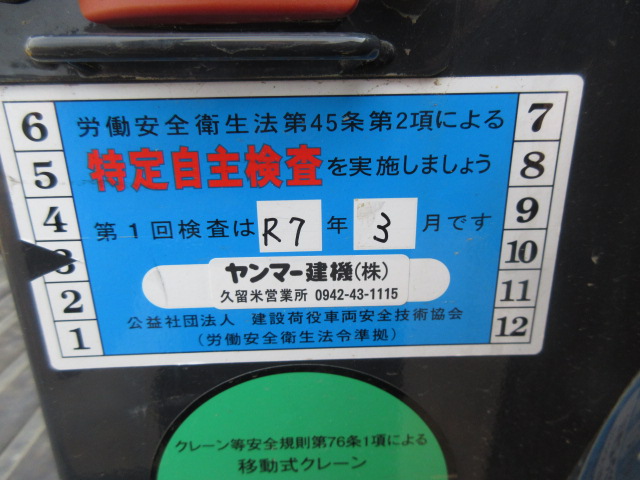 労働安全衛生法第45条第2項による
特定自主検査を実施しましょう
第1回検査はR7年3月です
ヤンマー建機(株)
久留米営業所 0942-43-1115
公益社団法人 建設荷役車両安全技術協会
(労働安全衛生法令準拠)
6
5
4
3
2
1
7
8
9
10
11
12
クレーン等安全規則第76条1項による
移動式クレーン